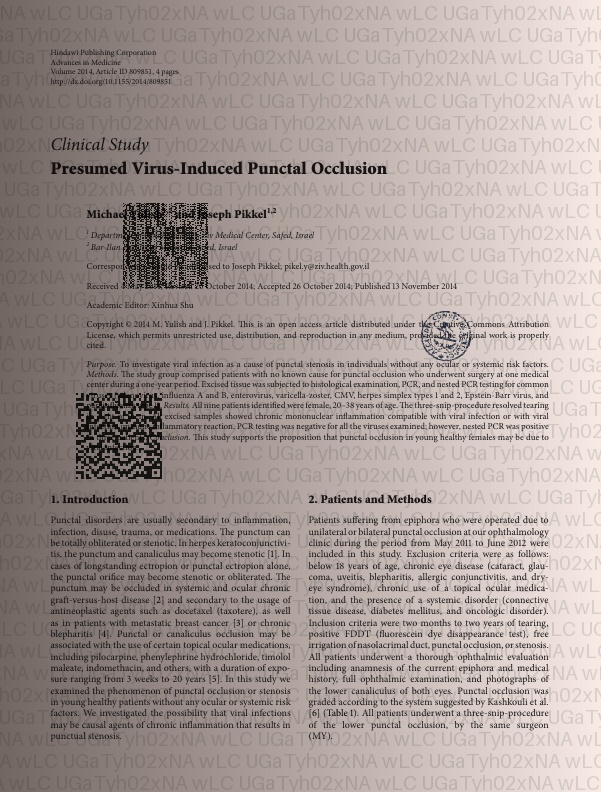 Hindawi Publishing Corporation
Advances in Medicine
Volume 2014, Article ID 809851, 4 pages
http://dx.doi.org/10.1155/2014/809851
Clinical Study
Presumed Virus-Induced Punctal Occlusion
Joseph Pikkel1,2
1 Medical Center, Safed, Israel
2 Bar-Ilan Israel
to Joseph Pikkel; pikel.y@ziv.health.gov.il
Received October 2014; Accepted 26 October 2014; Published 13 November 2014
Academic Editor: Xinhua Shu
Copyright © 2014 M. Yulish and J. Pikkel. This is an open access article distributed under the Creative Commons Attribution
License, which permits unrestricted use, distribution, and reproduction in any medium, original work is properly
cited.
Purpose. To investigate viral infection as a cause of punctal stenosis in individuals without any ocular or systemic risk factors.
Methods. The study group comprised patients with no known cause for punctal occlusion who underwent surgery at one medical
center during a one-year period. Excised tissue was subjected to histological examination, PCR, and nested PCR testing for common
influenza A and B, enterovirus, varicella-zoster, CMV, herpes simplex types 1 and 2, Epstein-Barr virus, and
Results. All nine patients identified were female, 20–38 years of age. The three-snip-procedure resolved tearing
excised samples showed chronic mononuclear inflammation compatible with viral infection or with viral
inflammatory reaction. PCR testing was negative for all the viruses examined; however, nested PCR was positive
This study supports the proposition that punctal occlusion in young healthy females may be due to
1. Introduction
Punctal disorders are usually secondary to inflammation,
infection, disuse, trauma, or medications. The punctum can
be totally obliterated or stenotic. In herpes keratoconjunctivi-
tis, the punctum and canaliculus may become stenotic [1]. In
cases of longstanding ectropion or punctal ectropion alone,
the punctal orifice may become stenotic or obliterated. The
punctum may be occluded in systemic and ocular chronic
graft-versus-host disease [2] and secondary to the usage of
antineoplastic agents such as docetaxel (taxotere), as well
as in patients with metastatic breast cancer [3] or chronic
blepharitis [4]. Punctal or canaliculus occlusion may be
associated with the use of certain topical ocular medications,
including pilocarpine, phenylephrine hydrochloride, timolol
maleate, indomethacin, and others, with a duration of expo-
sure ranging from 3 weeks to 20 years [5]. In this study we
examined the phenomenon of punctal occlusion or stenosis
in young healthy patients without any ocular or systemic risk
factors. We investigated the possibility that viral infections
may be causal agents of chronic inflammation that results in
punctual stenosis.
2. Patients and Methods
Patients suffering from epiphora who were operated due to
unilateral or bilateral punctal occlusion at our ophthalmology
clinic during the period from May 2011 to June 2012 were
included in this study. Exclusion criteria were as follows:
below 18 years of age, chronic eye disease (cataract, glau-
coma, uveitis, blepharitis, allergic conjunctivitis, and dry-
eye syndrome), chronic use of a topical ocular medica-
tion, and the presence of a systemic disorder (connective
tissue disease, diabetes mellitus, and oncologic disorder).
Inclusion criteria were two months to two years of tearing,
positive FDDT (fluorescein dye disappearance test), free
irrigation of nasolacrimal duct, punctal occlusion, or stenosis.
All patients underwent a thorough ophthalmic evaluation
including anamnesis of the current epiphora and medical
history, full ophthalmic examination, and photographs of
the lower canaliculus of both eyes. Punctal occlusion was
graded according to the system suggested by Kashkouli et al.
[6] (Table 1). All patients underwent a three-snip-procedure
of the lower punctal occlusion, by the same surgeon
(MY).